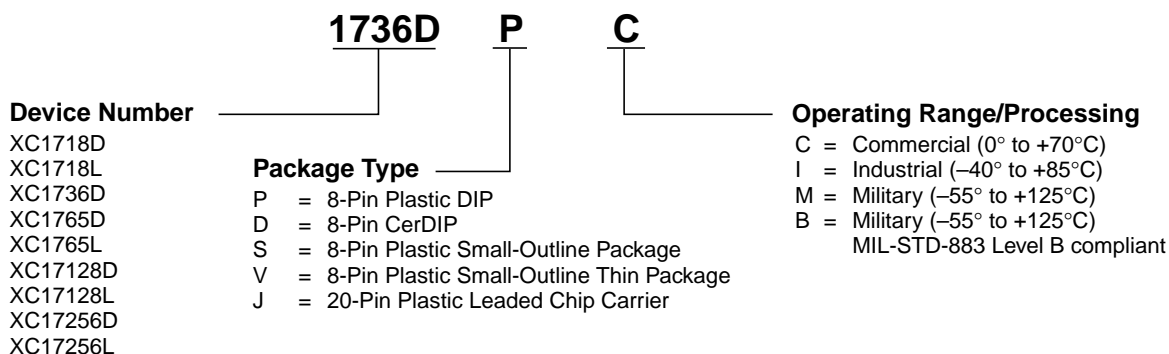 1736D P C
Device Number
XC1718D
XC1718L
XC1736D
XC1765D
XC1765L
XC17128D
XC17128L
XC17256D
XC17256L
Package Type
P = 8-Pin Plastic DIP
D = 8-Pin CerDIP
S = 8-Pin Plastic Small-Outline Package
V = 8-Pin Plastic Small-Outline Thin Package
J = 20-Pin Plastic Leaded Chip Carrier
Operating Range/Processing
C = Commercial (0° to +70°C)
I = Industrial (–40° to +85°C)
M = Military (–55° to +125°C)
B = Military (–55° to +125°C)
MIL-STD-883 Level B compliant